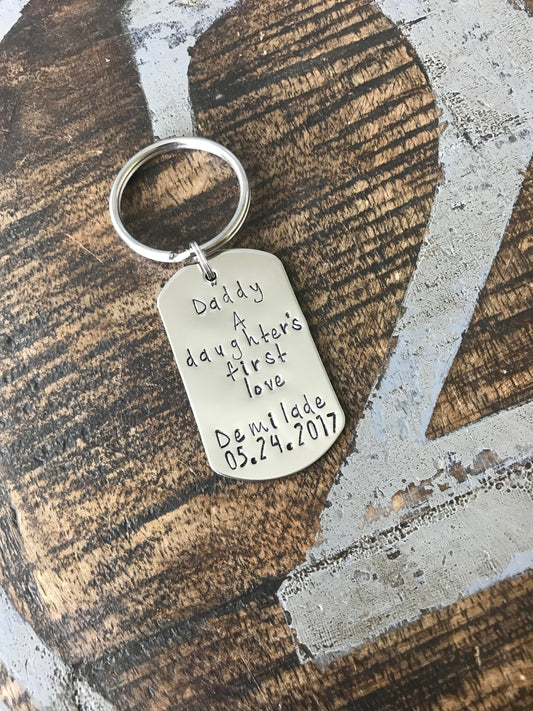 Daddy
A
daughter's
first
love
Demilade
05.24.2017